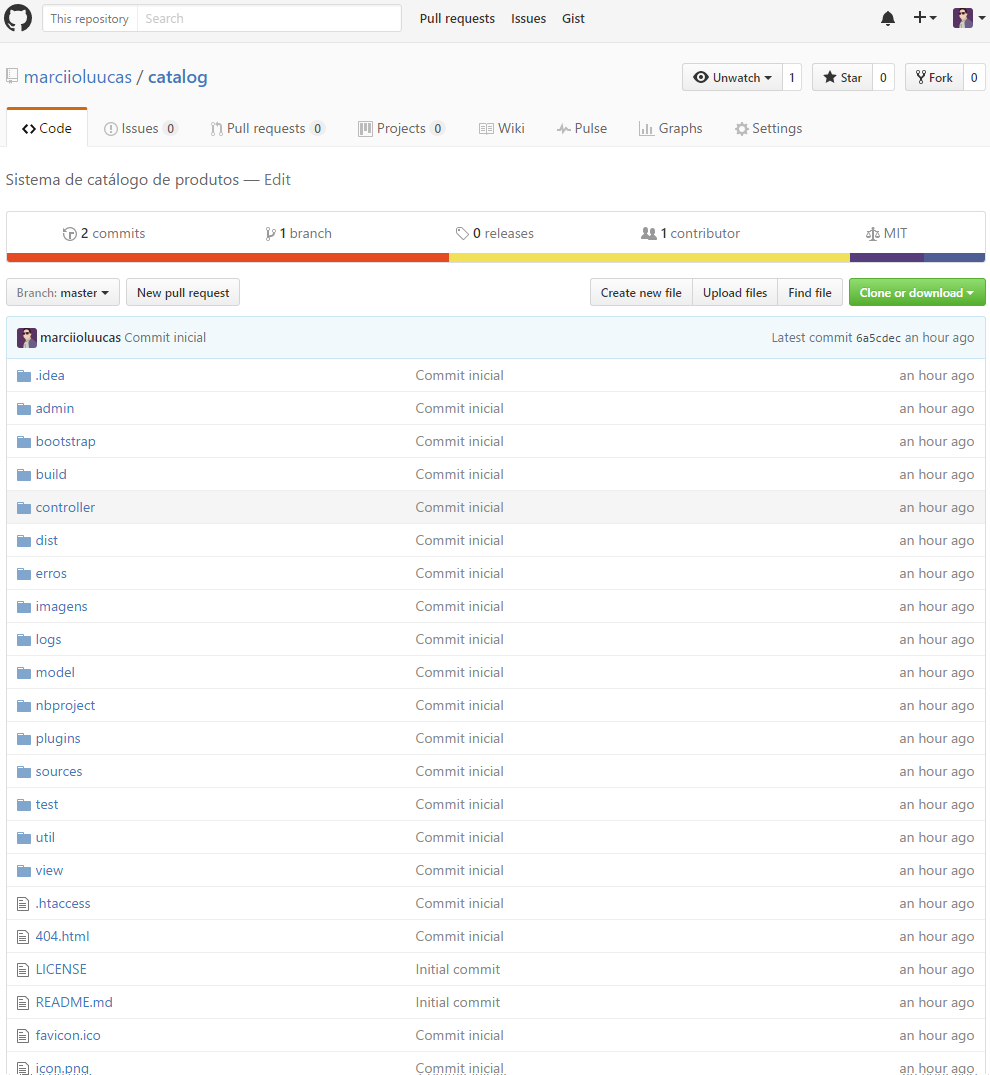 This repository Search Pull requests Issues Gist
marciioluucas / catalog
Unwatch 1 Star 0 Fork 0
Code Issues 0 Pull requests 0 Projects 0 Wiki Pulse Graphs Settings
Sistema de catálogo de produtos — Edit
2 commits 1 branch 0 releases 1 contributor MIT
Branch: master New pull request Create new file Upload files Find file Clone or download
marciioluucas Commit inicial Latest commit 6a5cdec an hour ago
.idea Commit inicial an hour ago
admin Commit inicial an hour ago
bootstrap Commit inicial an hour ago
build Commit inicial an hour ago
controller Commit inicial an hour ago
dist Commit inicial an hour ago
erros Commit inicial an hour ago
imagens Commit inicial an hour ago
logs Commit inicial an hour ago
model Commit inicial an hour ago
nbproject Commit inicial an hour ago
plugins Commit inicial an hour ago
sources Commit inicial an hour ago
test Commit inicial an hour ago
util Commit inicial an hour ago
view Commit inicial an hour ago
.htaccess Commit inicial an hour ago
404.html Commit inicial an hour ago
LICENSE Initial commit an hour ago
README.md Initial commit an hour ago
favicon.ico Commit inicial an hour ago
icon.png Commit inicial an hour ago